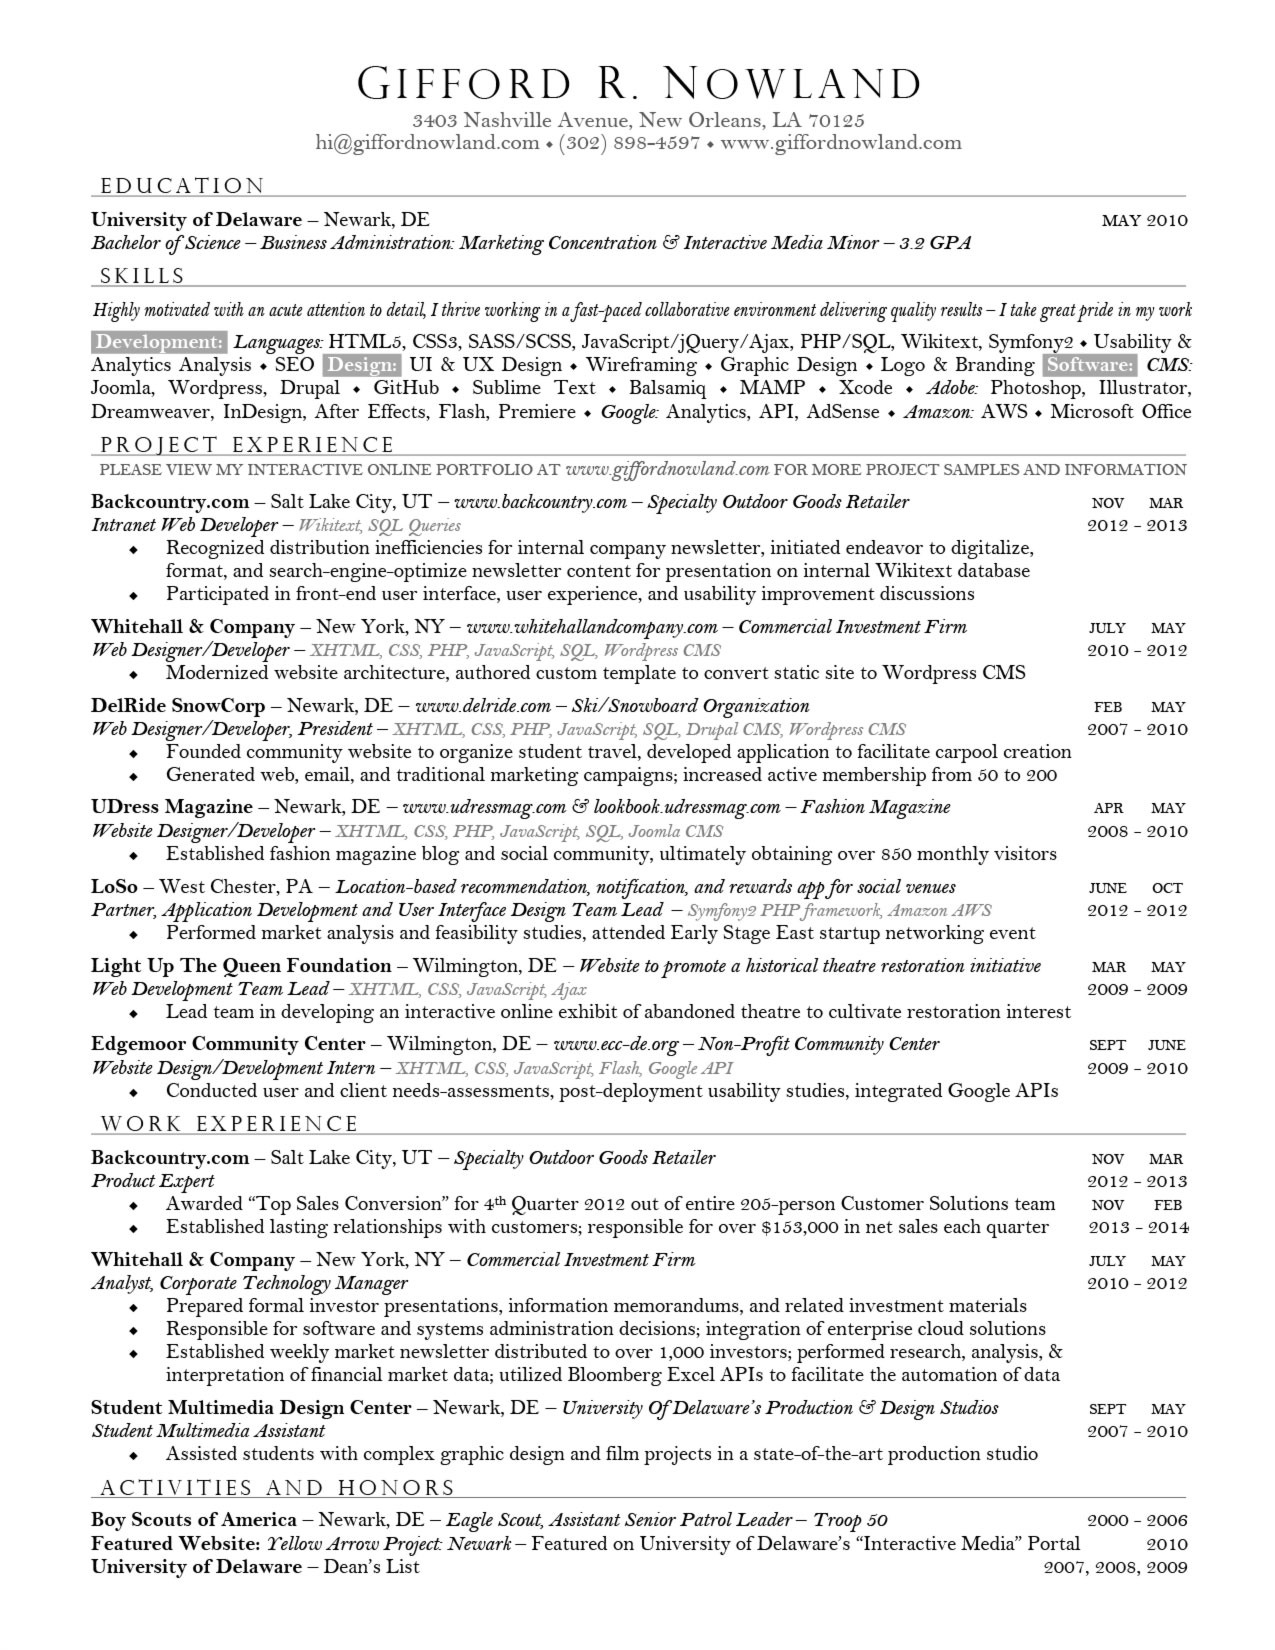 GIFFORD R. NOWLAND
3403 Nashville Avenue, New Orleans, LA 70125
hi@giffordnowland.com ⬩ (302) 898-4597 ⬩ www.giffordnowland.com
EDUCATION
University of Delaware – Newark, DE MAY 2010
Bachelor of Science – Business Administration: Marketing Concentration & Interactive Media Minor – 3.2 GPA
SKILLS
Highly motivated with an acute attention to detail, I thrive working in a fast-paced collaborative environment delivering quality results – I take great pride in my work
Development: Languages: HTML5, CSS3, SASS/SCSS, JavaScript/jQuery/Ajax, PHP/SQL, Wikitext, Symfony2 ⬩ Usability &
Analytics Analysis ⬩ SEO Design: UI & UX Design ⬩ Wireframing ⬩ Graphic Design ⬩ Logo & Branding Software: CMS:
Joomla, Wordpress, Drupal ⬩ GitHub ⬩ Sublime Text ⬩ Balsamiq ⬩ MAMP ⬩ Xcode ⬩ Adobe: Photoshop, Illustrator,
Dreamweaver, InDesign, After Effects, Flash, Premiere ⬩ Google: Analytics, API, AdSense ⬩ Amazon: AWS ⬩ Microsoft Office
PROJECT EXPERIENCE
PLEASE VIEW MY INTERACTIVE ONLINE PORTFOLIO AT www.giffordnowland.com FOR MORE PROJECT SAMPLES AND INFORMATION
Backcountry.com – Salt Lake City, UT – www.backcountry.com – Specialty Outdoor Goods Retailer NOV MAR
Intranet Web Developer – Wikitext, SQL Queries 2012 - 2013
⬩ Recognized distribution inefficiencies for internal company newsletter, initiated endeavor to digitalize,
format, and search-engine-optimize newsletter content for presentation on internal Wikitext database
⬩ Participated in front-end user interface, user experience, and usability improvement discussions
Whitehall & Company – New York, NY – www.whitehallandcompany.com – Commercial Investment Firm JULY MAY
Web Designer/Developer – XHTML, CSS, PHP, JavaScript, SQL, Wordpress CMS 2010 - 2012
⬩ Modernized website architecture, authored custom template to convert static site to Wordpress CMS
DelRide SnowCorp – Newark, DE – www.delride.com – Ski/Snowboard Organization FEB MAY
Web Designer/Developer, President – XHTML, CSS, PHP, JavaScript, SQL, Drupal CMS, Wordpress CMS 2007 - 2010
⬩ Founded community website to organize student travel, developed application to facilitate carpool creation
⬩ Generated web, email, and traditional marketing campaigns; increased active membership from 50 to 200
UDress Magazine – Newark, DE – www.udressmag.com & lookbook.udressmag.com – Fashion Magazine APR MAY
Website Designer/Developer – XHTML, CSS, PHP, JavaScript, SQL, Joomla CMS 2008 - 2010
⬩ Established fashion magazine blog and social community, ultimately obtaining over 850 monthly visitors
LoSo – West Chester, PA – Location-based recommendation, notification, and rewards app for social venues JUNE OCT
Partner, Application Development and User Interface Design Team Lead – Symfony2 PHP framework, Amazon AWS 2012 - 2012
⬩ Performed market analysis and feasibility studies, attended Early Stage East startup networking event
Light Up The Queen Foundation – Wilmington, DE – Website to promote a historical theatre restoration initiative MAR MAY
Web Development Team Lead – XHTML, CSS, JavaScript, Ajax 2009 - 2009
⬩ Lead team in developing an interactive online exhibit of abandoned theatre to cultivate restoration interest
Edgemoor Community Center – Wilmington, DE – www.ecc-de.org – Non-Profit Community Center SEPT JUNE
Website Design/Development Intern – XHTML, CSS, JavaScript, Flash, Google API 2009 - 2010
⬩ Conducted user and client needs-assessments, post-deployment usability studies, integrated Google APIs
WORK EXPERIENCE
Backcountry.com – Salt Lake City, UT – Specialty Outdoor Goods Retailer NOV MAR
Product Expert 2012 - 2013
⬩ Awarded “Top Sales Conversion” for 4th Quarter 2012 out of entire 205-person Customer Solutions team NOV FEB
⬩ Established lasting relationships with customers; responsible for over $153,000 in net sales each quarter 2013 - 2014
Whitehall & Company – New York, NY – Commercial Investment Firm JULY MAY
Analyst, Corporate Technology Manager 2010 - 2012
⬩ Prepared formal investor presentations, information memorandums, and related investment materials
⬩ Responsible for software and systems administration decisions; integration of enterprise cloud solutions
⬩ Established weekly market newsletter distributed to over 1,000 investors; performed research, analysis, &
interpretation of financial market data; utilized Bloomberg Excel APIs to facilitate the automation of data
Student Multimedia Design Center – Newark, DE – University Of Delaware’s Production & Design Studios SEPT MAY
Student Multimedia Assistant 2007 - 2010
⬩ Assisted students with complex graphic design and film projects in a state-of-the-art production studio
ACTIVITIES AND HONORS
Boy Scouts of America – Newark, DE – Eagle Scout, Assistant Senior Patrol Leader – Troop 50 2000 - 2006
Featured Website: Yellow Arrow Project: Newark – Featured on University of Delaware’s “Interactive Media” Portal 2010
University of Delaware – Dean’s List 2007, 2008, 2009